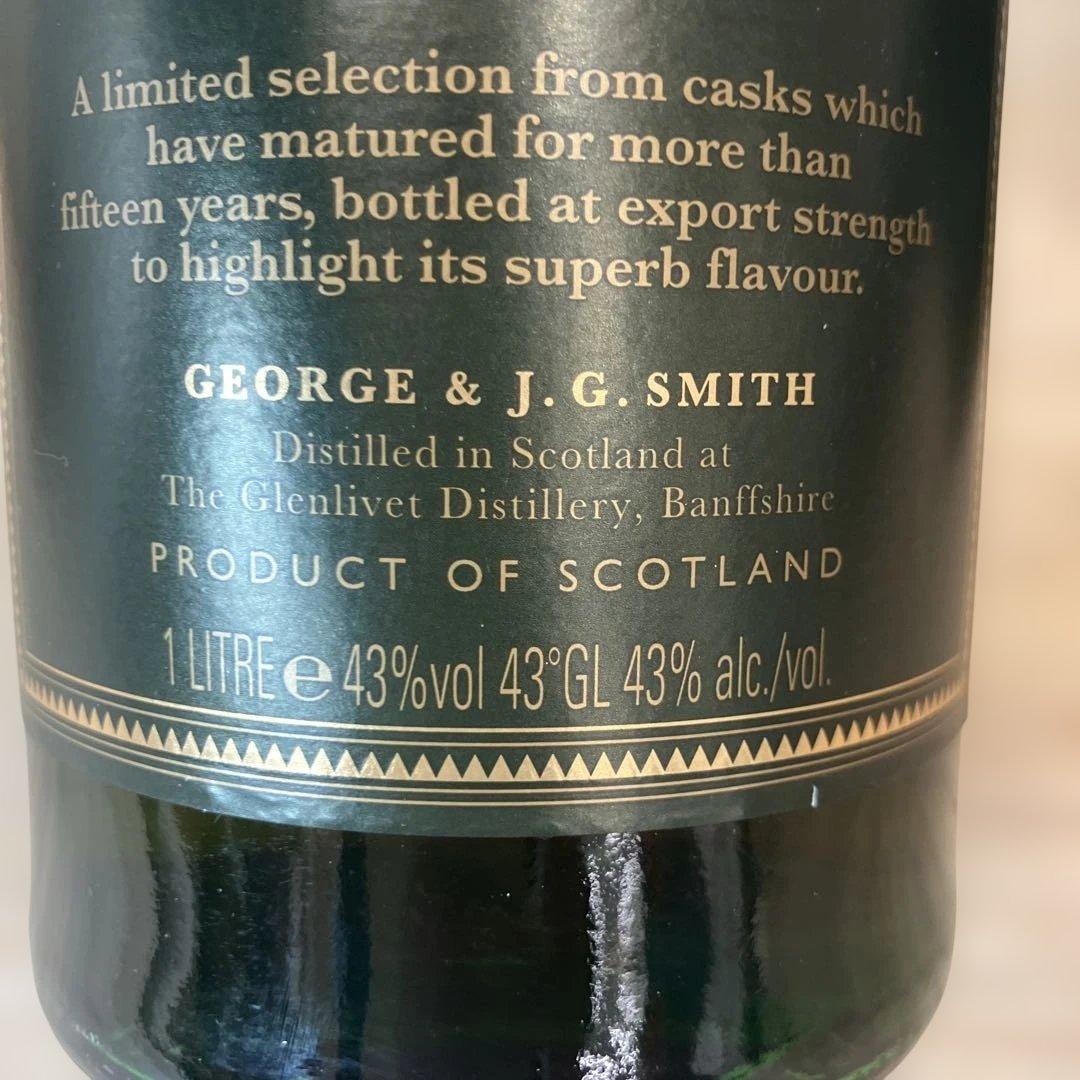 A limited selection from casks which
have matured for more than
fifteen years, bottled at export strength
to highlight its superb flavour.
GEORGE & J. G. SMITH
Distilled in Scotland at
The Glenlivet Distillery, Banffshire
PRODUCT OF SCOTLAND
1 LITRE ℮ 43%vol 43°GL 43% alc./vol.